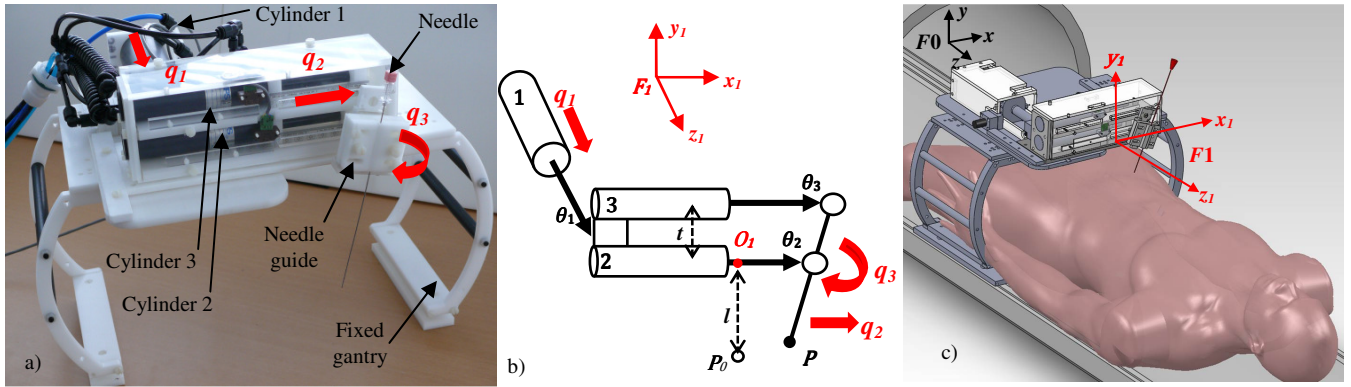 Cylinder 1
Needle
q1
q2
q3
Cylinder 3
Cylinder 2
Needle
guide
Fixed
gantry
a)
y1
x1
F1
z1
1
q1
θ1
3
θ3
t
O1
θ2
2
q3
l
q2
P0
P
b)
y
F0
x
z
y1
x1
F1
z1
c)